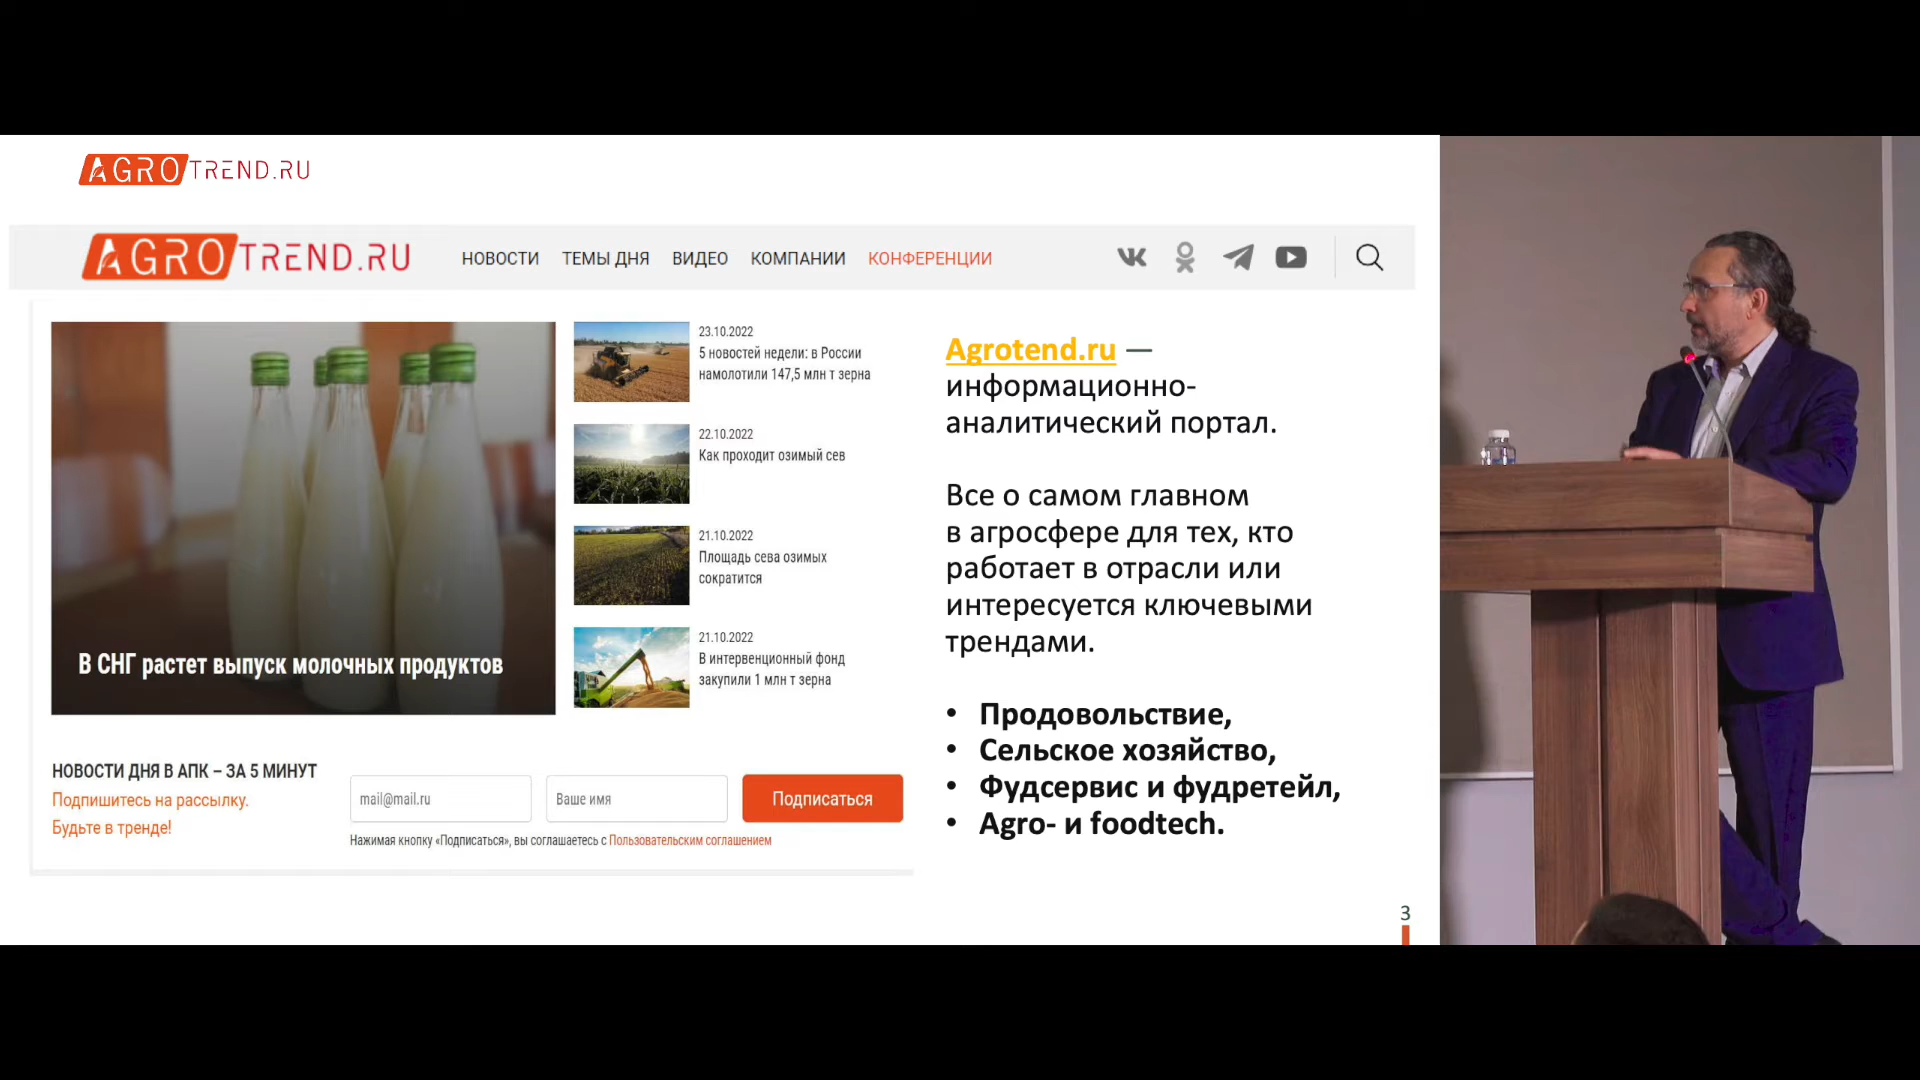 AGROTREND.RU
AGROTREND.RU
НОВОСТИ ТЕМЫ ДНЯ ВИДЕО КОМПАНИИ КОНФЕРЕНЦИИ
В СНГ растет выпуск молочных продуктов
23.10.2022
5 новостей недели: в России
намолотили 147,5 млн т зерна
22.10.2022
Как проходит озимый сев
21.10.2022
Площадь сева озимых
сократится
21.10.2022
В интервенционный фонд
закупили 1 млн т зерна
НОВОСТИ ДНЯ В АПК – ЗА 5 МИНУТ
Подпишитесь на рассылку.
Будьте в тренде!
mail@mail.ru
Ваше имя
Подписаться
Нажимая кнопку «Подписаться», вы соглашаетесь с Пользовательским соглашением
Agrotend.ru —
информационно-
аналитический портал.
Все о самом главном
в агросфере для тех, кто
работает в отрасли или
интересуется ключевыми
трендами.
• Продовольствие,
• Сельское хозяйство,
• Фудсервис и фудретейл,
• Agro- и foodtech.
3